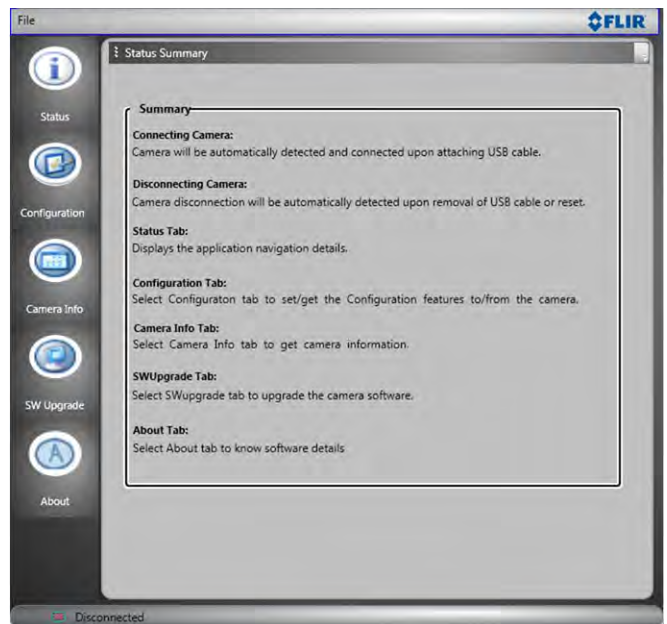 File
FLIR
Status Summary
Status
Configuration
Camera Info
SW Upgrade
About
Summary
Connecting Camera:
Camera will be automatically detected and connected upon attaching USB cable.
Disconnecting Camera:
Camera disconnection will be automatically detected upon removal of USB cable or reset.
Status Tab:
Displays the application navigation details.
Configuration Tab:
Select Configuraton tab to set/get the Configuration features to/from the camera.
Camera Info Tab:
Select Camera Info tab to get camera information.
SWUpgrade Tab:
Select SWupgrade tab to upgrade the camera software.
About Tab:
Select About tab to know software details
Disconnected